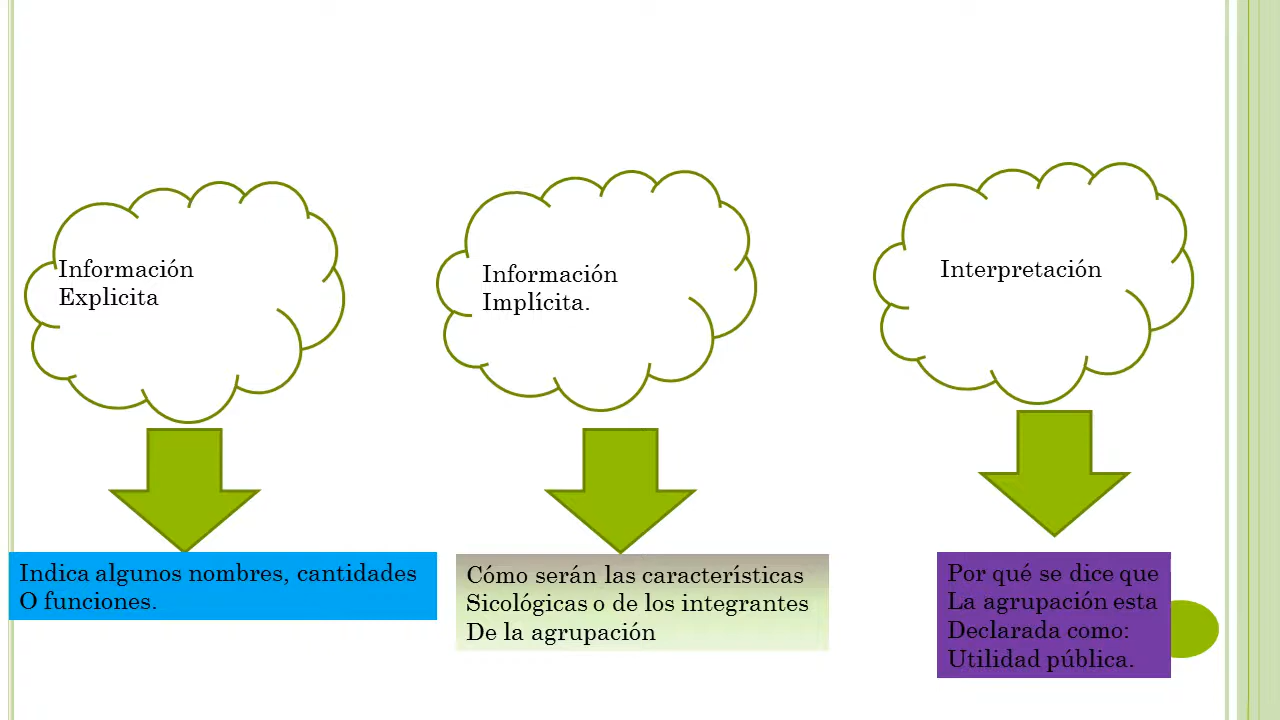 Información
Explicita
Información
Implícita.
Interpretación
Indica algunos nombres, cantidades
O funciones.
Cómo serán las características
Sicológicas o de los integrantes
De la agrupación
Por qué se dice que
La agrupación esta
Declarada como:
Utilidad pública.